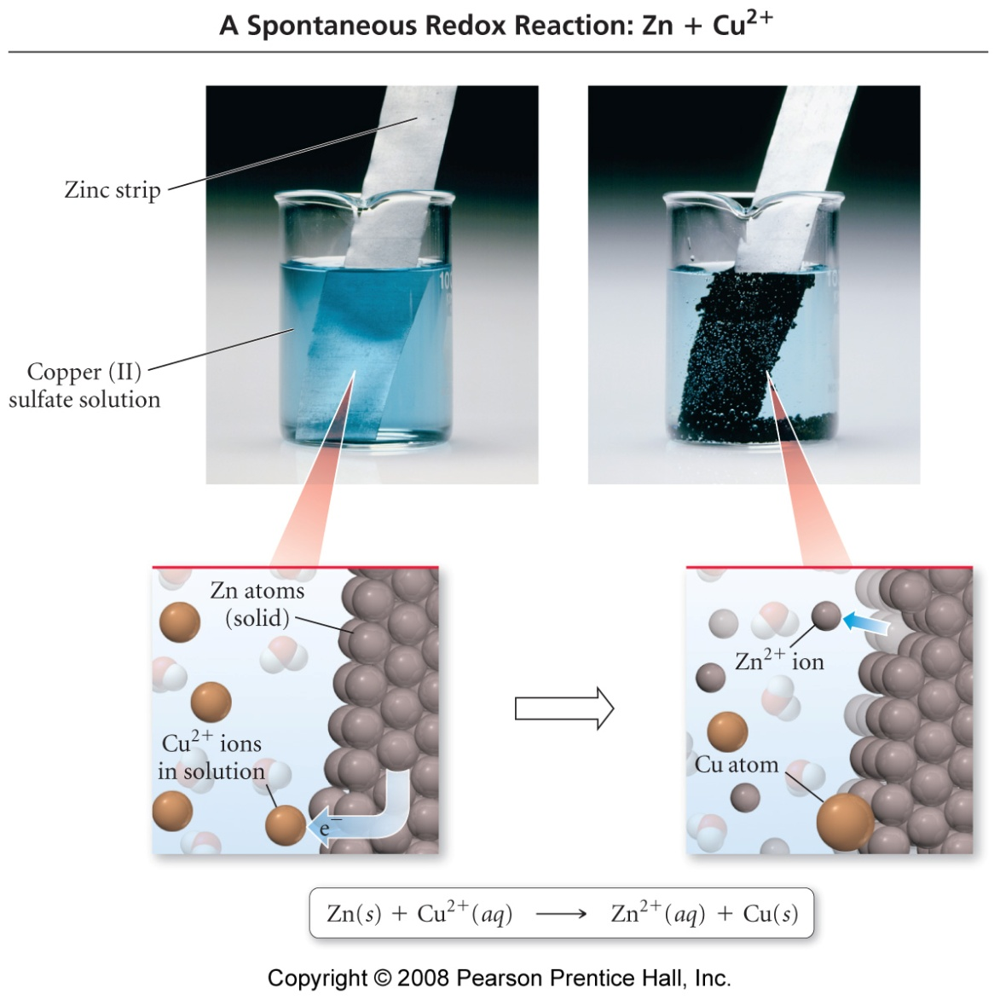 A Spontaneous Redox Reaction: Zn + Cu²⁺
Zinc strip
Copper (II)
sulfate solution
10
Zn atoms
(solid)
Cu²⁺ ions
in solution
e⁻
Zn²⁺ ion
Cu atom
Zn(s) + Cu²⁺(aq) ⟶ Zn²⁺(aq) + Cu(s)
Copyright © 2008 Pearson Prentice Hall, Inc.